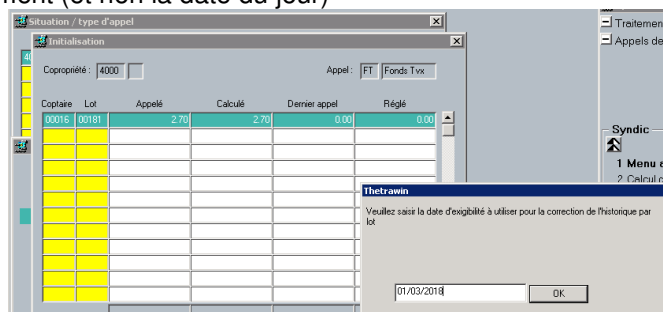 ment (et non la date du jour)
Situation / type d'appel
Initialisation
Copropriété : 4000
Appel : FT Fonds Tvx
Coptaire Lot Appelé Calculé Dernier appel Réglé
00016 00181 2.70 2.70 0.00 0.00
Traitemen
Appels de
Syndic
1 Menu a
2 Calcul c
Thetrawin
Veuillez saisir la date d'exigibilité à utiliser pour la correction de l'historique par
lot
01/03/2018
OK